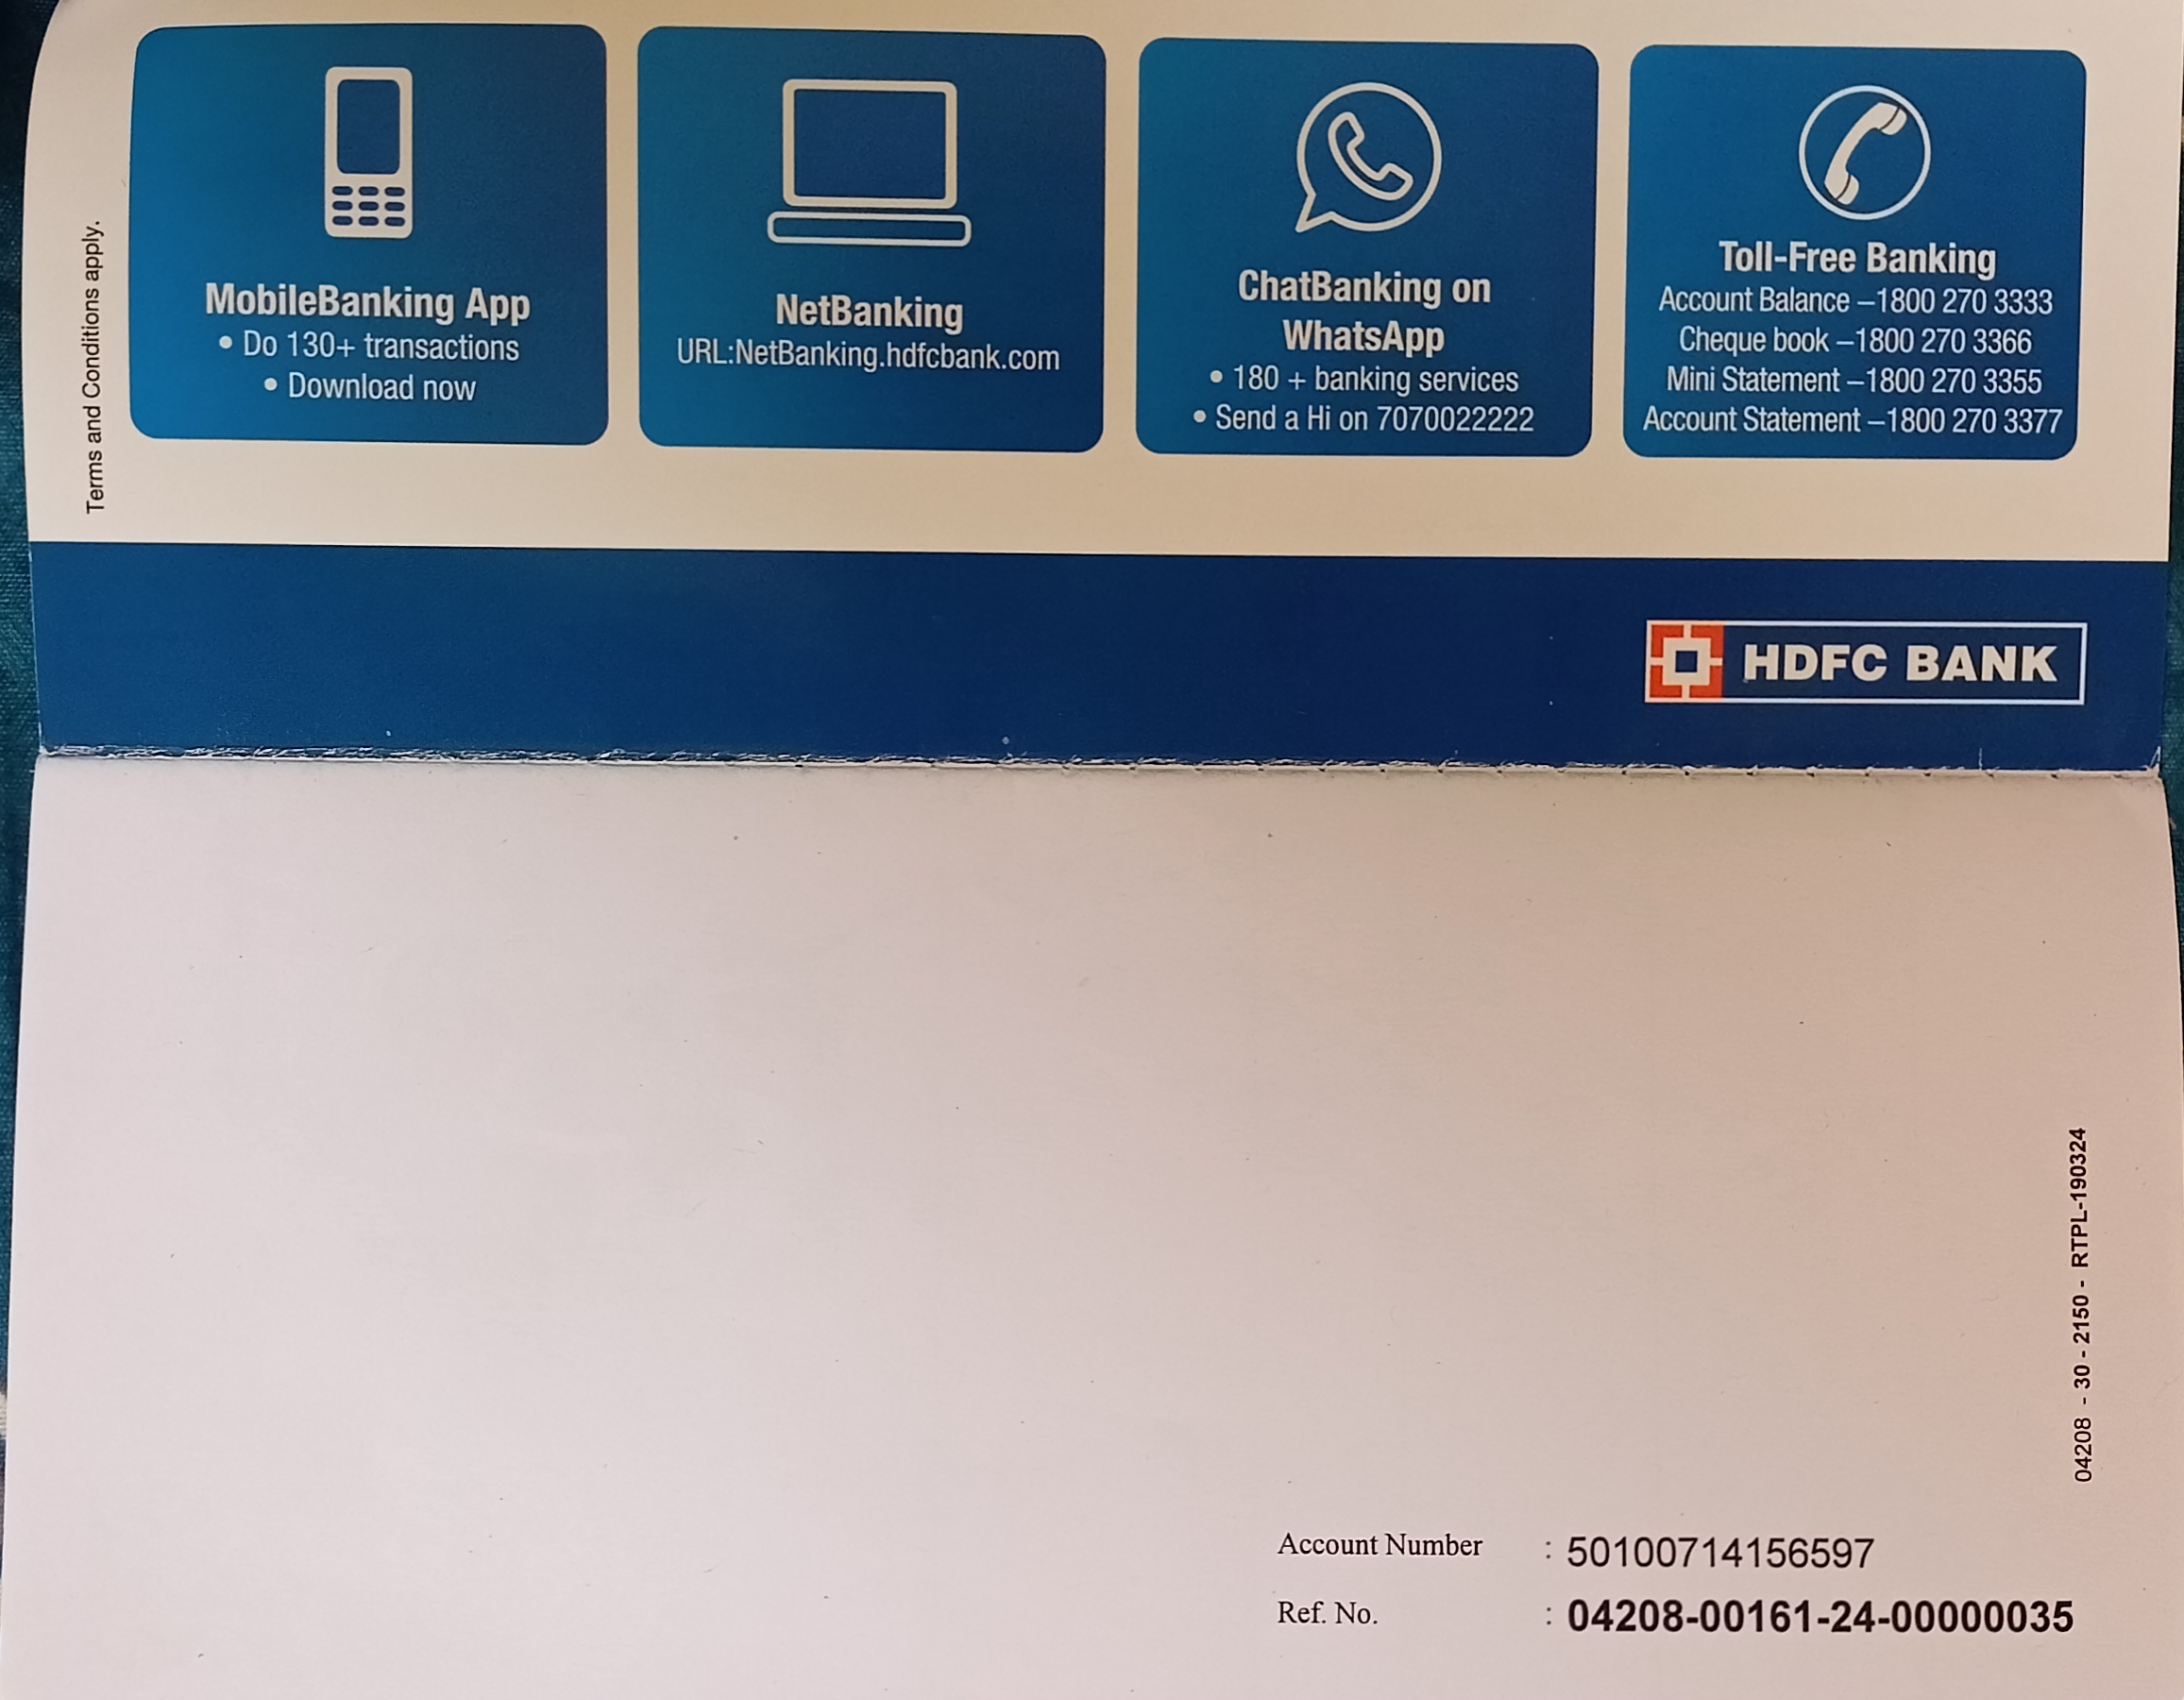 MobileBanking App
• Do 130+ transactions
• Download now
NetBanking
URL:NetBanking.hdfcbank.com
ChatBanking on
WhatsApp
• 180 + banking services
• Send a Hi on 7070022222
Toll-Free Banking
Account Balance –1800 270 3333
Cheque book –1800 270 3366
Mini Statement –1800 270 3355
Account Statement –1800 270 3377
Terms and Conditions apply.
HDFC BANK
04208 - 30 - 2150 - RTPL-190324
Account Number : 50100714156597
Ref. No. : 04208-00161-24-00000035